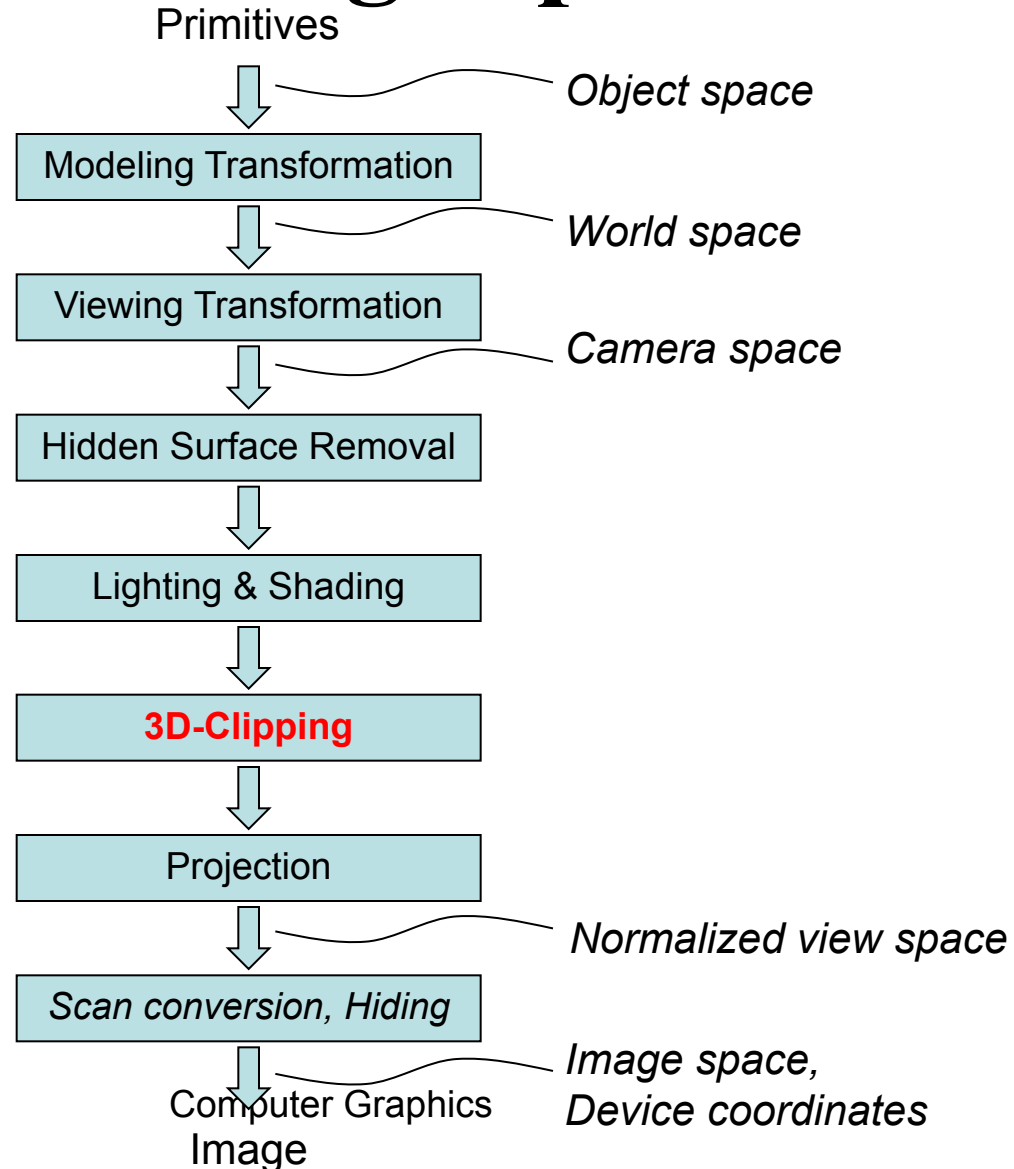 Primitives
Object space
Modeling Transformation
World space
Viewing Transformation
Camera space
Hidden Surface Removal
Lighting & Shading
3D-Clipping
Projection
Normalized view space
Scan conversion, Hiding
Image space,
Device coordinates
Computer Graphics
Image